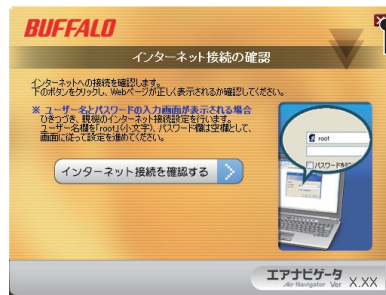 BUFFALO
インターネット接続の確認
インターネットへの接続を確認します。
下のボタンをクリックし、Webページが正しく表示されるか確認してください。
※ ユーザー名とパスワードの入力画面が表示される場合
ひきつづき、親機のインターネット接続設定を行います。
ユーザー名欄を「root」(小文字)、パスワード欄は空欄として、
画面に従って設定を進めてください。
root
インターネット接続を確認する
エアナビゲータ
Air Navigator Ver X.XX